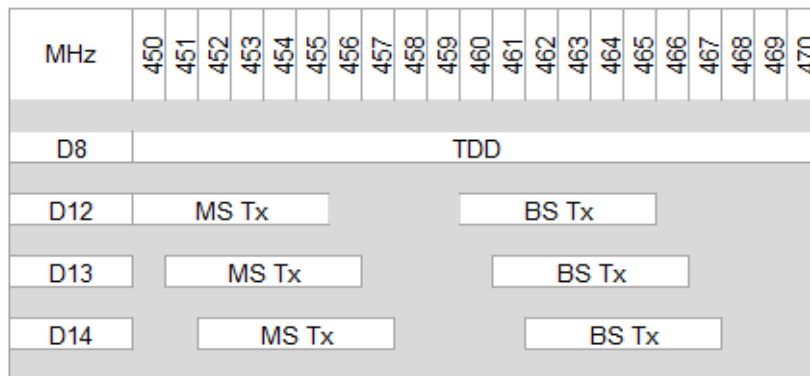 MHz 450 451 452 453 454 455 456 457 458 459 460 461 462 463 464 465 466 467 468 469 470
D8 TDD
D12 MS Tx BS Tx
D13 MS Tx BS Tx
D14 MS Tx BS Tx